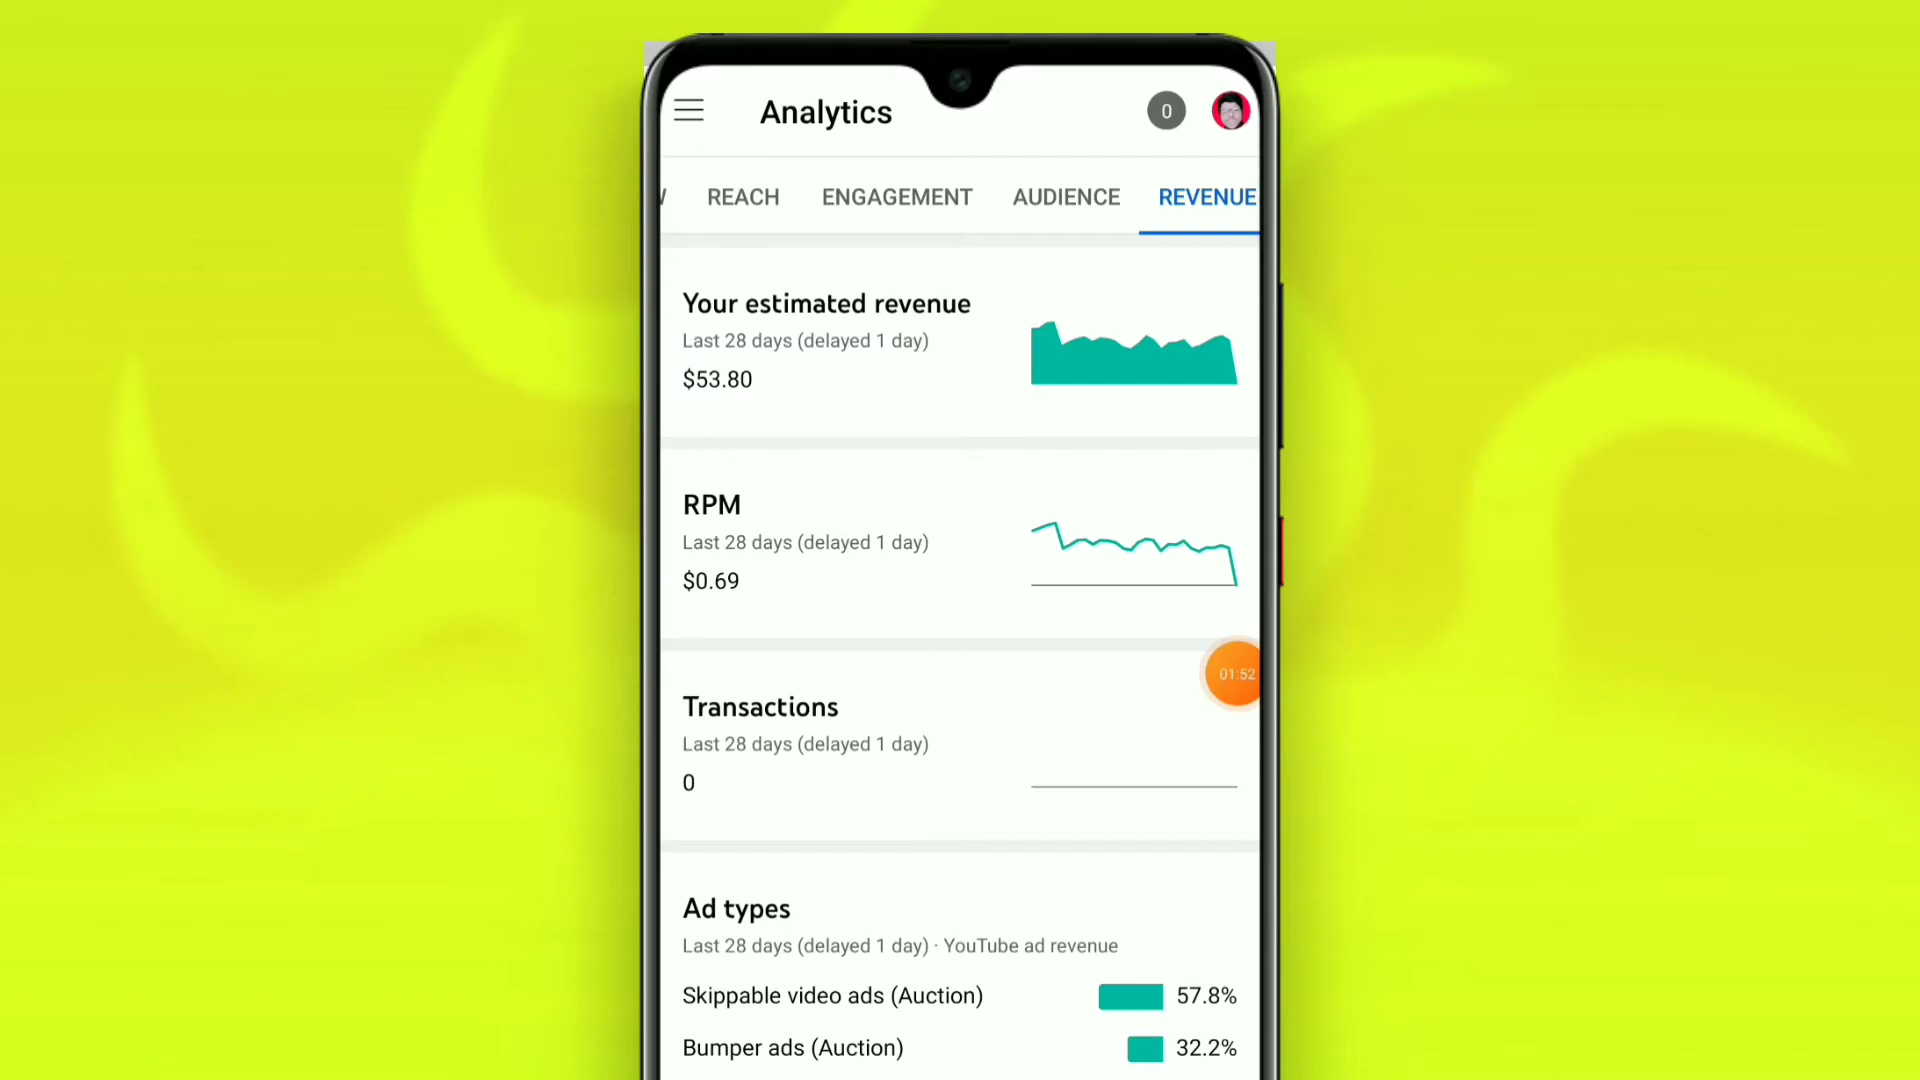 Analytics
0
REACH ENGAGEMENT AUDIENCE REVENUE
Your estimated revenue
Last 28 days (delayed 1 day)
$53.80
RPM
Last 28 days (delayed 1 day)
$0.69
01:52
Transactions
Last 28 days (delayed 1 day)
0
Ad types
Last 28 days (delayed 1 day) · YouTube ad revenue
Skippable video ads (Auction) 57.8%
Bumper ads (Auction) 32.2%